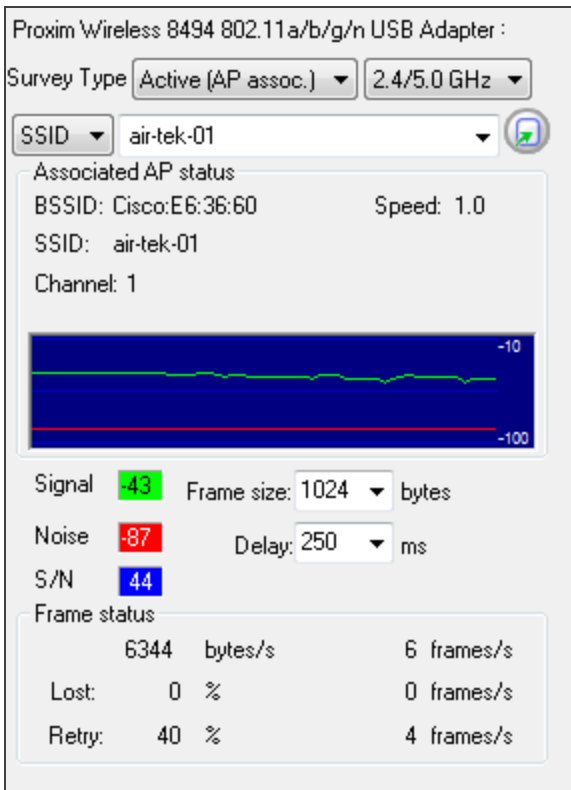 Proxim Wireless 8494 802.11a/b/g/n USB Adapter :
Survey Type Active (AP assoc.) 2.4/5.0 GHz
SSID air-tek-01
Associated AP status
BSSID: Cisco:E6:36:60 Speed: 1.0
SSID: air-tek-01
Channel: 1
-10
-100
Signal -43 Frame size: 1024 bytes
Noise -87 Delay: 250 ms
S/N 44
Frame status
6344 bytes/s 6 frames/s
Lost: 0 % 0 frames/s
Retry: 40 % 4 frames/s